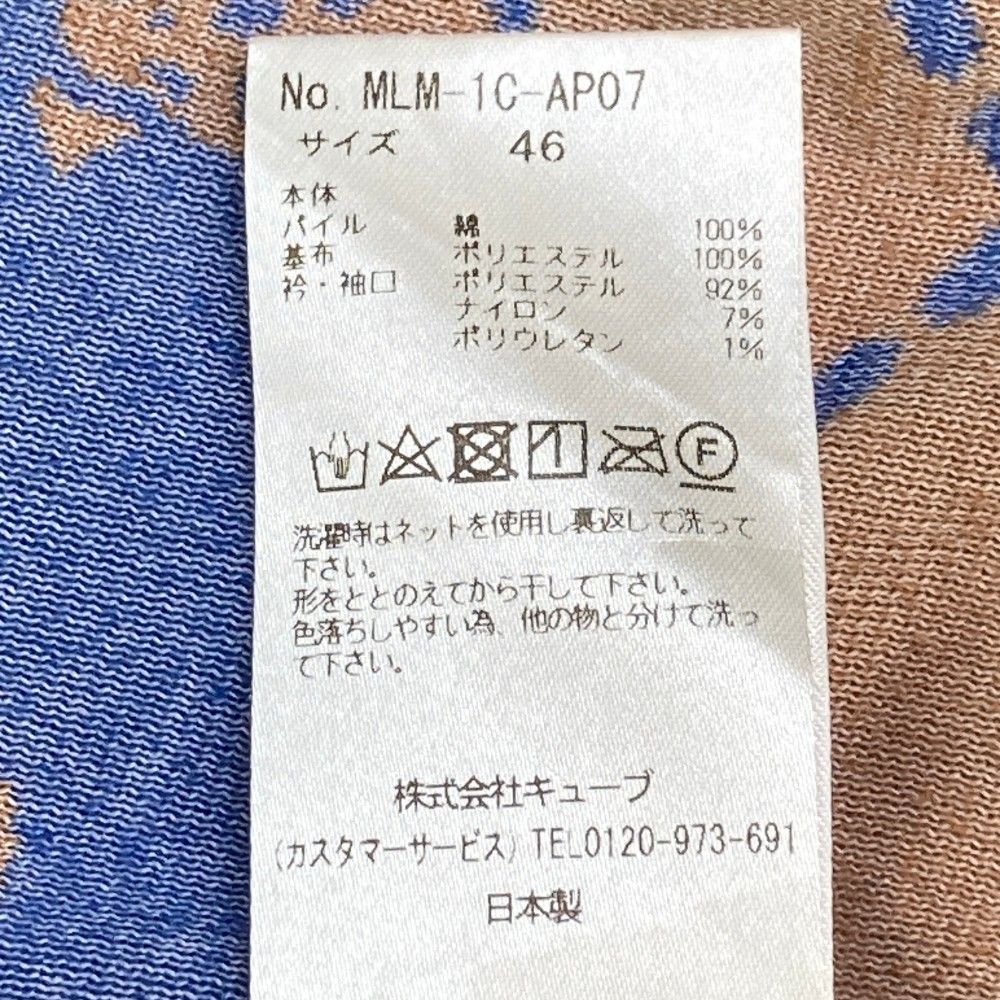 No. MLM-1C-AP07
サイズ 46
本体
パイル 綿 100%
基布 ポリエステル 100%
衿・袖口 ポリエステル 92%
ナイロン 7%
ポリウレタン 1%
F
洗濯時はネットを使用し裏返して洗って
下さい。
形をととのえてから干して下さい。
色落ちしやすい為、他の物と分けて洗っ
て下さい。
株式会社キューブ
(カスタマーサービス) TEL0120-973-691
日本製